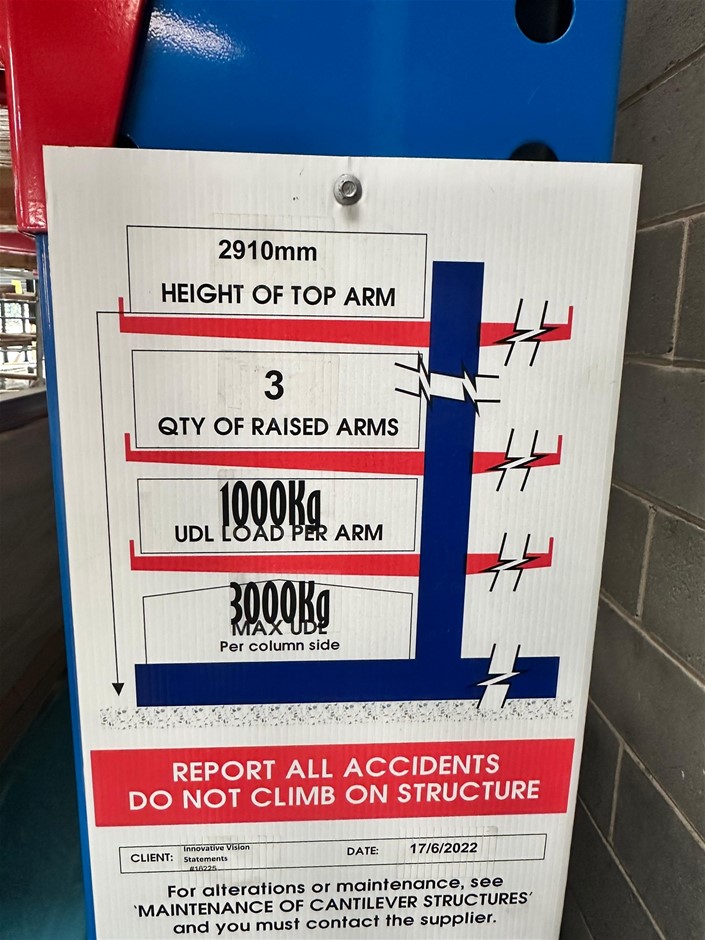 2910mm
HEIGHT OF TOP ARM
3
QTY OF RAISED ARMS
1000Kg
UDL LOAD PER ARM
3000Kg
MAX UDL
Per column side
REPORT ALL ACCIDENTS
DO NOT CLIMB ON STRUCTURE
CLIENT: Innovative Vision
Statements
#16225
DATE: 17/6/2022
For alterations or maintenance, see
'MAINTENANCE OF CANTILEVER STRUCTURES'
and you must contact the supplier.